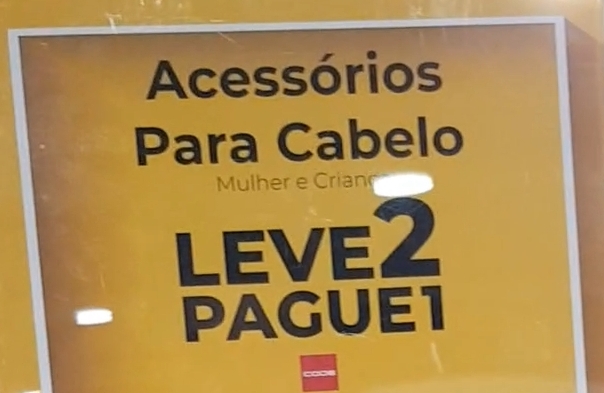 Acessórios
Para Cabelo
Mulher e
LEVE2
PAGUE1